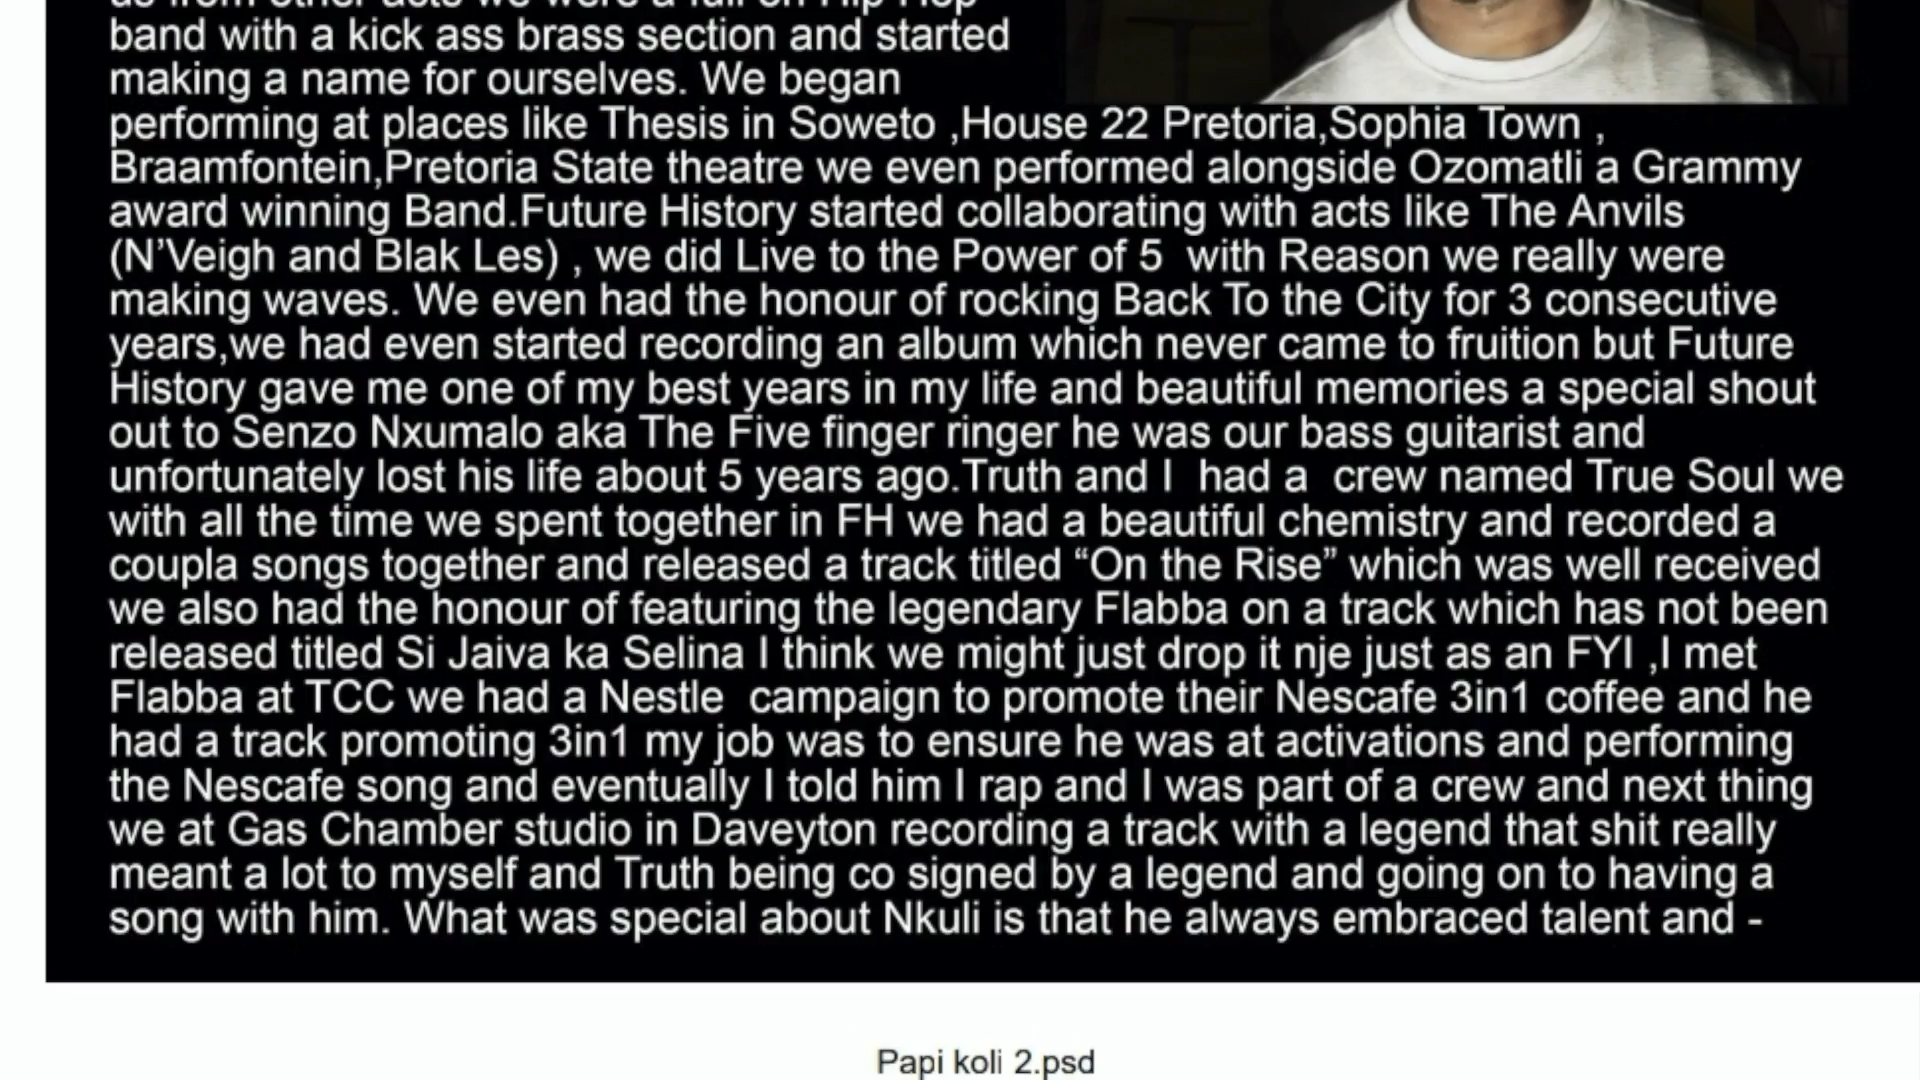 as from other acts we were a full on Hip Hop
band with a kick ass brass section and started
making a name for ourselves. We began
performing at places like Thesis in Soweto ,House 22 Pretoria,Sophia Town ,
Braamfontein,Pretoria State theatre we even performed alongside Ozomatli a Grammy
award winning Band.Future History started collaborating with acts like The Anvils
(N’Veigh and Blak Les) , we did Live to the Power of 5  with Reason we really were
making waves. We even had the honour of rocking Back To the City for 3 consecutive
years,we had even started recording an album which never came to fruition but Future
History gave me one of my best years in my life and beautiful memories a special shout
out to Senzo Nxumalo aka The Five finger ringer he was our bass guitarist and
unfortunately lost his life about 5 years ago.Truth and I  had a  crew named True Soul we
with all the time we spent together in FH we had a beautiful chemistry and recorded a
coupla songs together and released a track titled “On the Rise” which was well received
we also had the honour of featuring the legendary Flabba on a track which has not been
released titled Si Jaiva ka Selina I think we might just drop it nje just as an FYI ,I met
Flabba at TCC we had a Nestle  campaign to promote their Nescafe 3in1 coffee and he
had a track promoting 3in1 my job was to ensure he was at activations and performing
the Nescafe song and eventually I told him I rap and I was part of a crew and next thing
we at Gas Chamber studio in Daveyton recording a track with a legend that shit really
meant a lot to myself and Truth being co signed by a legend and going on to having a
song with him. What was special about Nkuli is that he always embraced talent and -
Papi koli 2.psd